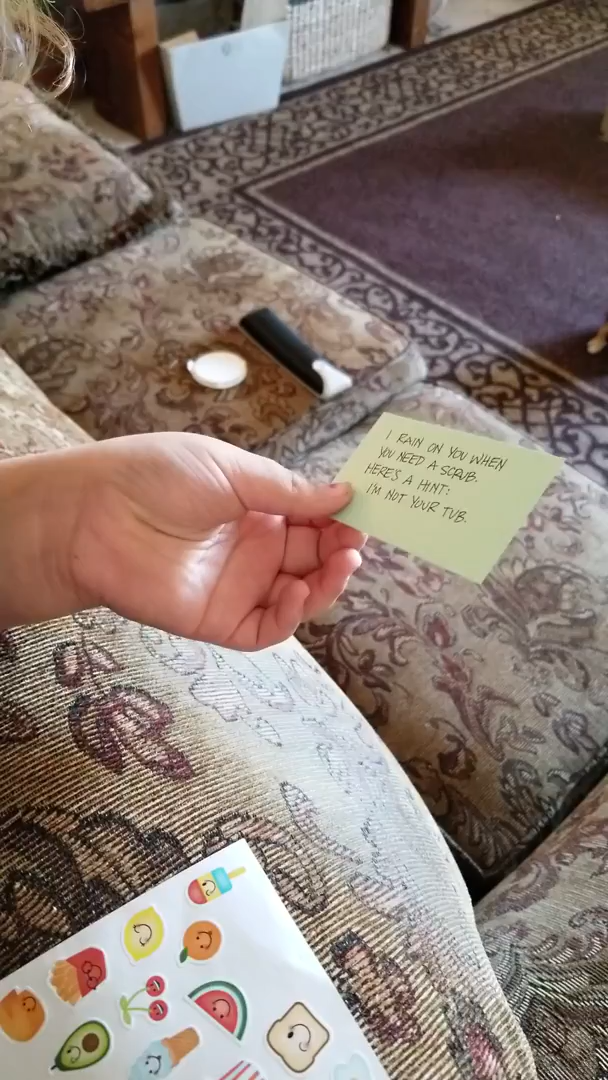 I RAIN ON YOU WHEN
YOU NEED A SCRUB.
HERE'S A HINT:
I'M NOT YOUR TUB.